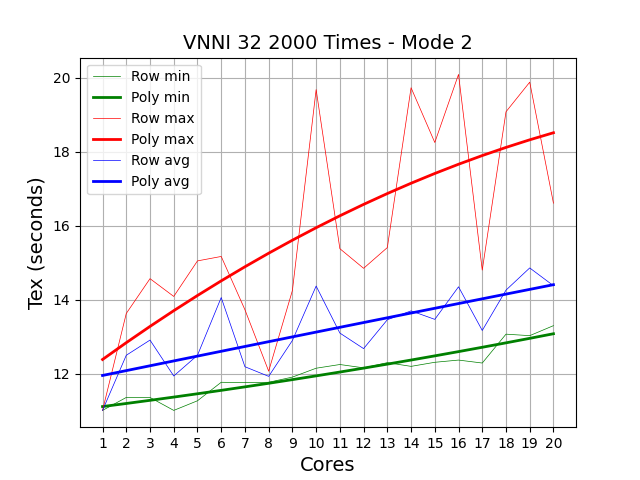 VNNI 32 2000 Times - Mode 2
Row min
Poly min
Row max
Poly max
Row avg
Poly avg
Tex (seconds)
20
18
16
14
12
1 2 3 4 5 6 7 8 9 10 11 12 13 14 15 16 17 18 19 20
Cores